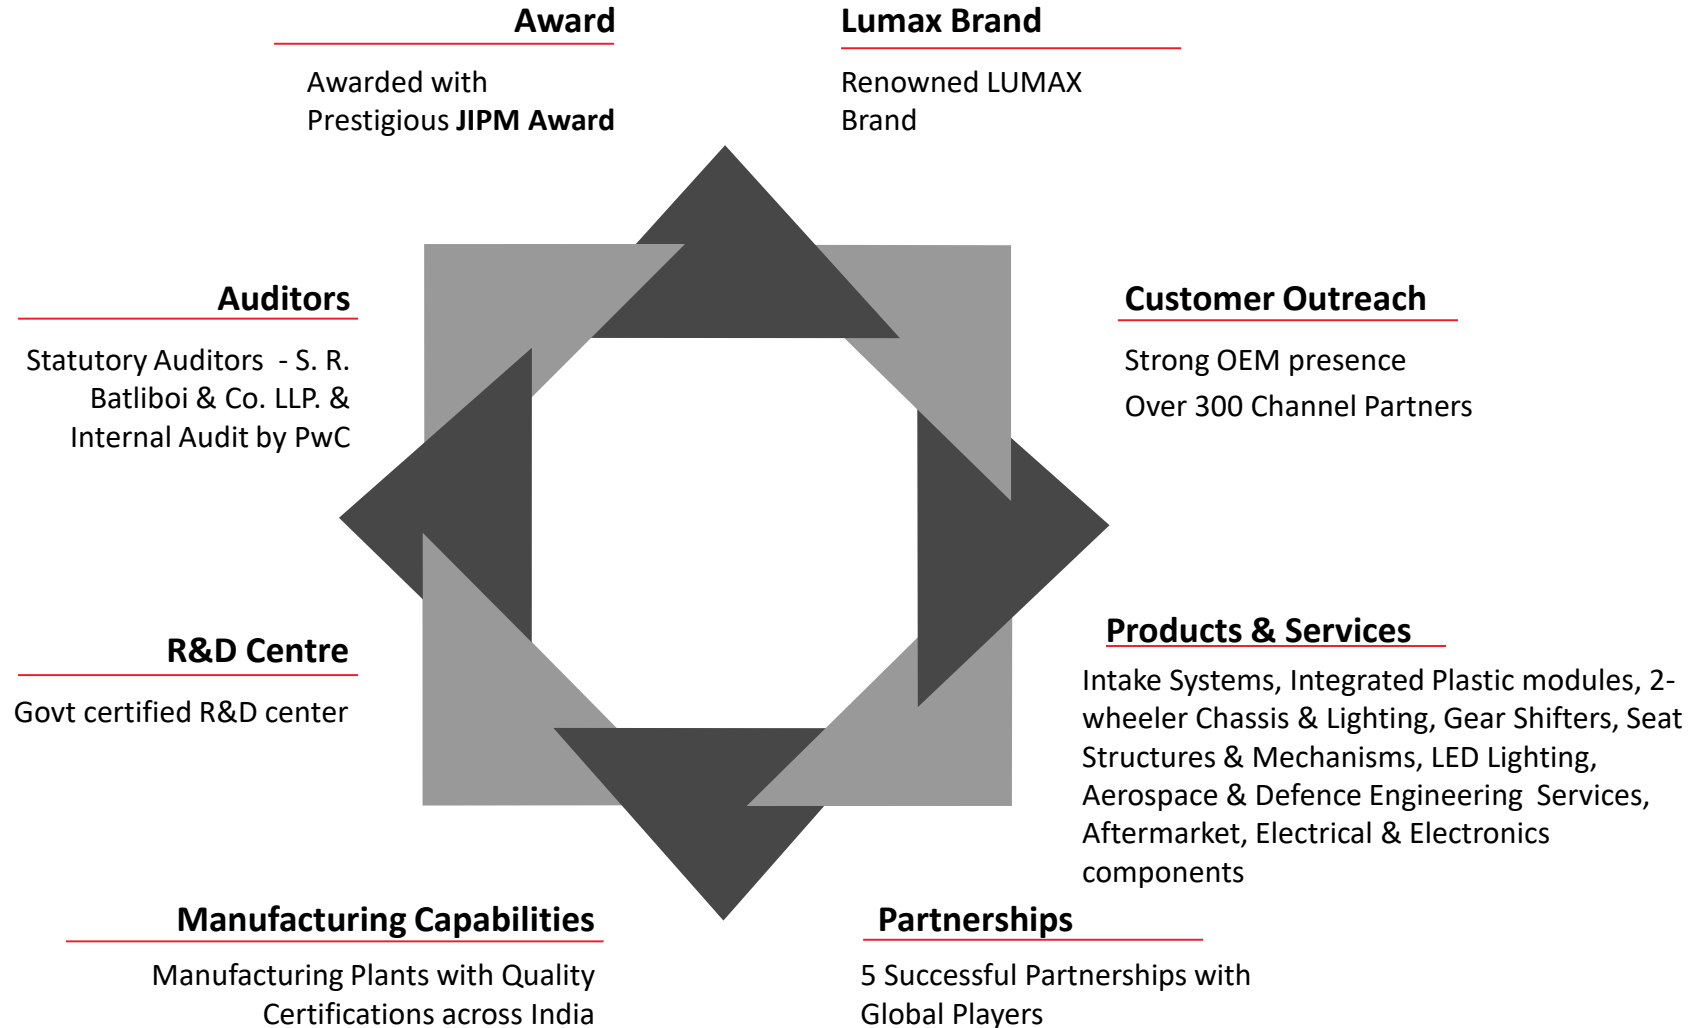 Award
Awarded with
Prestigious JIPM Award
Lumax Brand
Renowned LUMAX
Brand
Auditors
Statutory Auditors - S. R.
Batliboi & Co. LLP. &
Internal Audit by PwC
Customer Outreach
Strong OEM presence
Over 300 Channel Partners
R&D Centre
Govt certified R&D center
Products & Services
Intake Systems, Integrated Plastic modules, 2-
wheeler Chassis & Lighting, Gear Shifters, Seat
Structures & Mechanisms, LED Lighting,
Aerospace & Defence Engineering Services,
Aftermarket, Electrical & Electronics
components
Manufacturing Capabilities
Manufacturing Plants with Quality
Certifications across India
Partnerships
5 Successful Partnerships with
Global Players